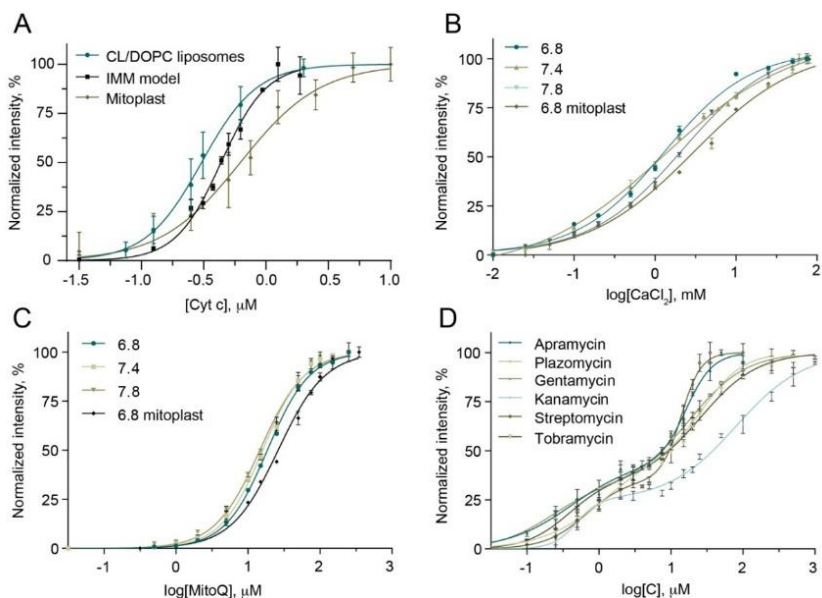 A
Normalized intensity, %
100
75
50
25
0
CL/DOPC liposomes
IMM model
Mitoplast
-1.5
-1.0
-0.5
0.0
0.5
1.0
[Cyt c], μM
B
Normalized intensity, %
100
75
50
25
0
6.8
7.4
7.8
6.8 mitoplast
-2
-1
0
1
2
log[CaCl₂], mM
C
Normalized intensity, %
100
75
50
25
0
6.8
7.4
7.8
6.8 mitoplast
-1
0
1
2
3
log[MitoQ], μM
D
Normalized intensity, %
100
75
50
25
0
Apramycin
Plazomycin
Gentamycin
Kanamycin
Streptomycin
Tobramycin
-1
0
1
2
3
log[C], μM